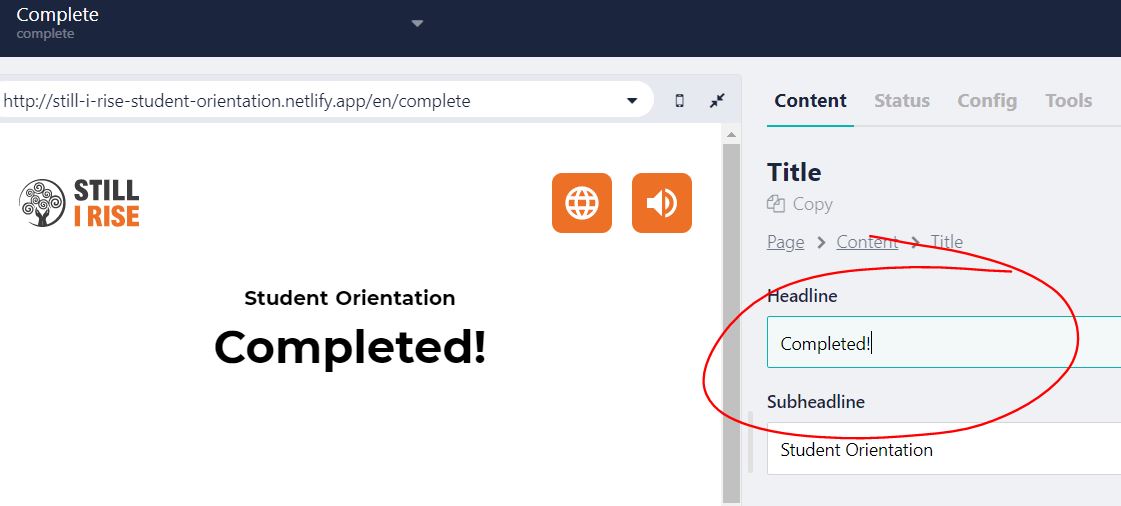 Complete
complete
http://still-i-rise-student-orientation.netlify.app/en/complete
STILL
I RISE
Student Orientation
Completed!
Content Status Config Tools
Title
Copy
Page > Content > Title
Headline
Completed!
Subheadline
Student Orientation